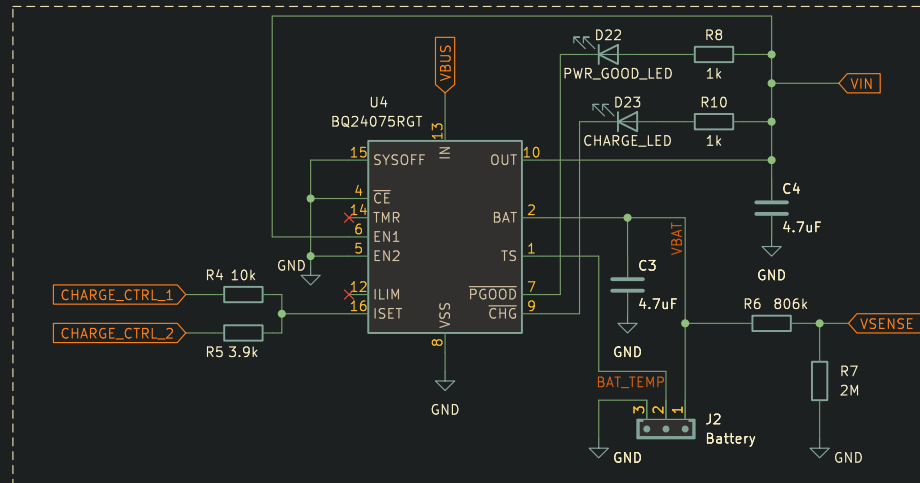 D22
R8
PWR_GOOD_LED
1k
VBUS
VIN
U4
BQ24075RGT
D23
R10
CHARGE_LED
1k
13
IN
15
SYSOFF
OUT
10
4
CE
14
TMR
BAT
2
6
EN1
5
EN2
TS
1
GND
VBAT
C4
4.7uF
GND
R4 10k
CHARGE_CTRL_1
12
ILIM
PGOOD
7
C3
4.7uF
16
ISET
CHG
9
VSS
8
CHARGE_CTRL_2
R5 3.9k
GND
GND
R6 806k
VSENSE
R7
2M
BAT_TEMP
3
2
1
J2
Battery
GND
GND